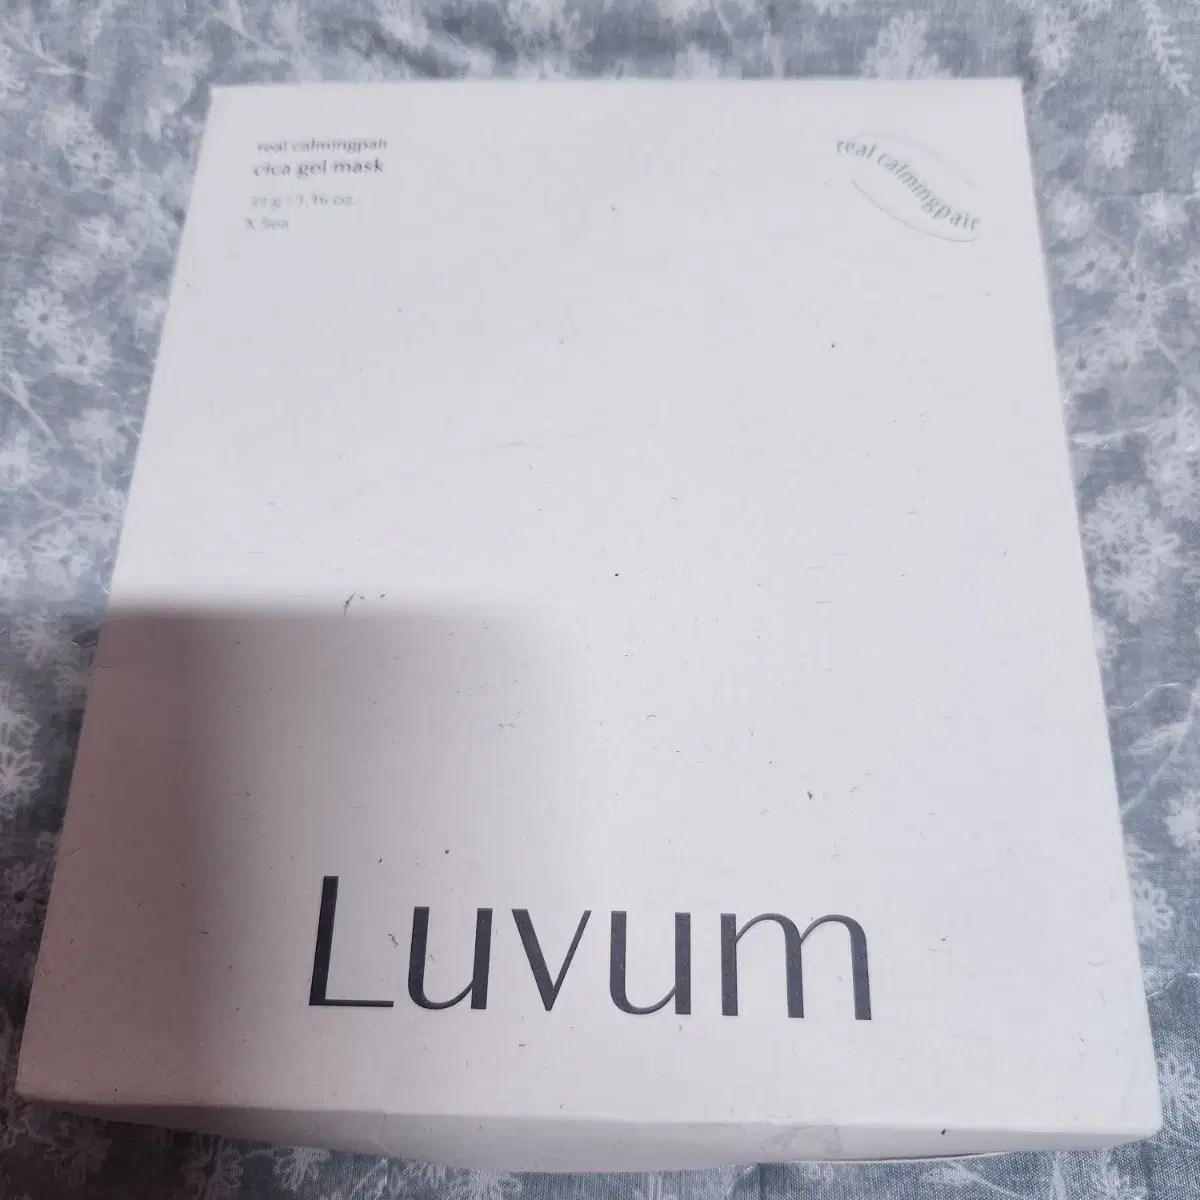 real calmingpair
cica gel mask
33 g / 1.16 oz.
X 5ea
real calmingpair
Luvum